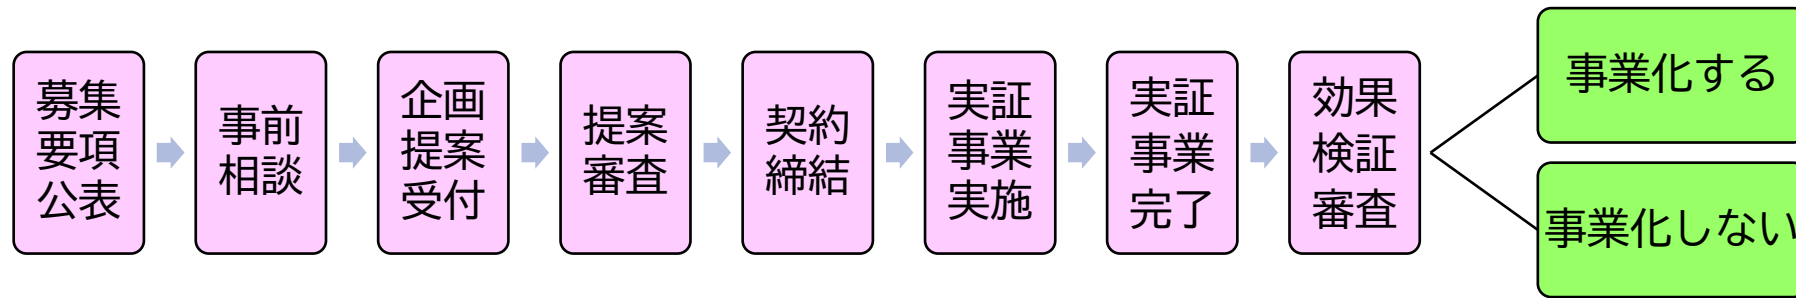 募集
要項
公表
事前
相談
企画
提案
受付
提案
審査
契約
締結
実証
事業
実施
実証
事業
完了
効果
検証
審査
事業化する
事業化しない